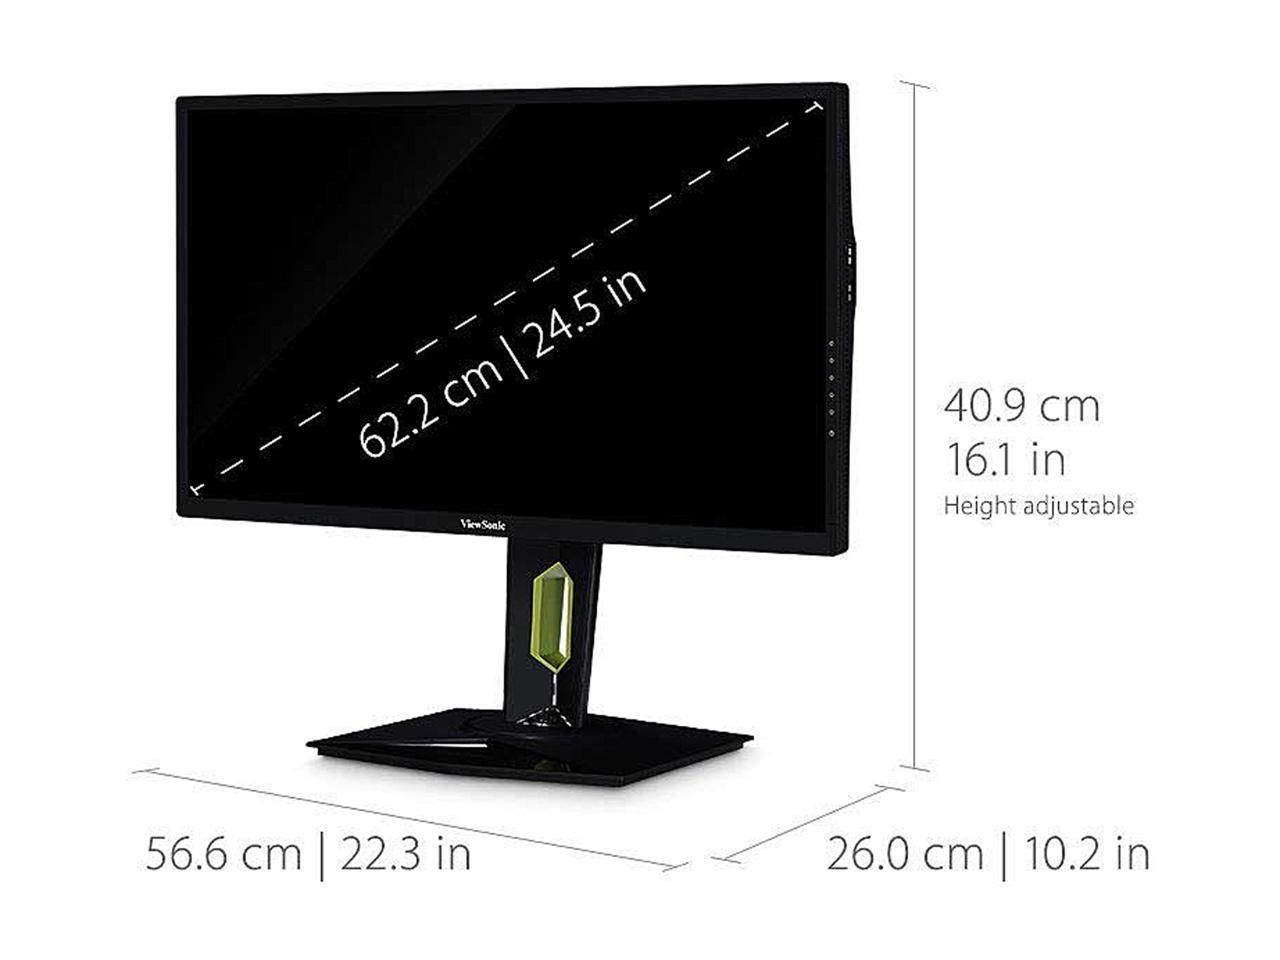 62.2 cm | 24.5 in
40.9 cm
16.1 in
Height adjustable
ViewSonic
56.6 cm | 22.3 in
26.0 cm | 10.2 in